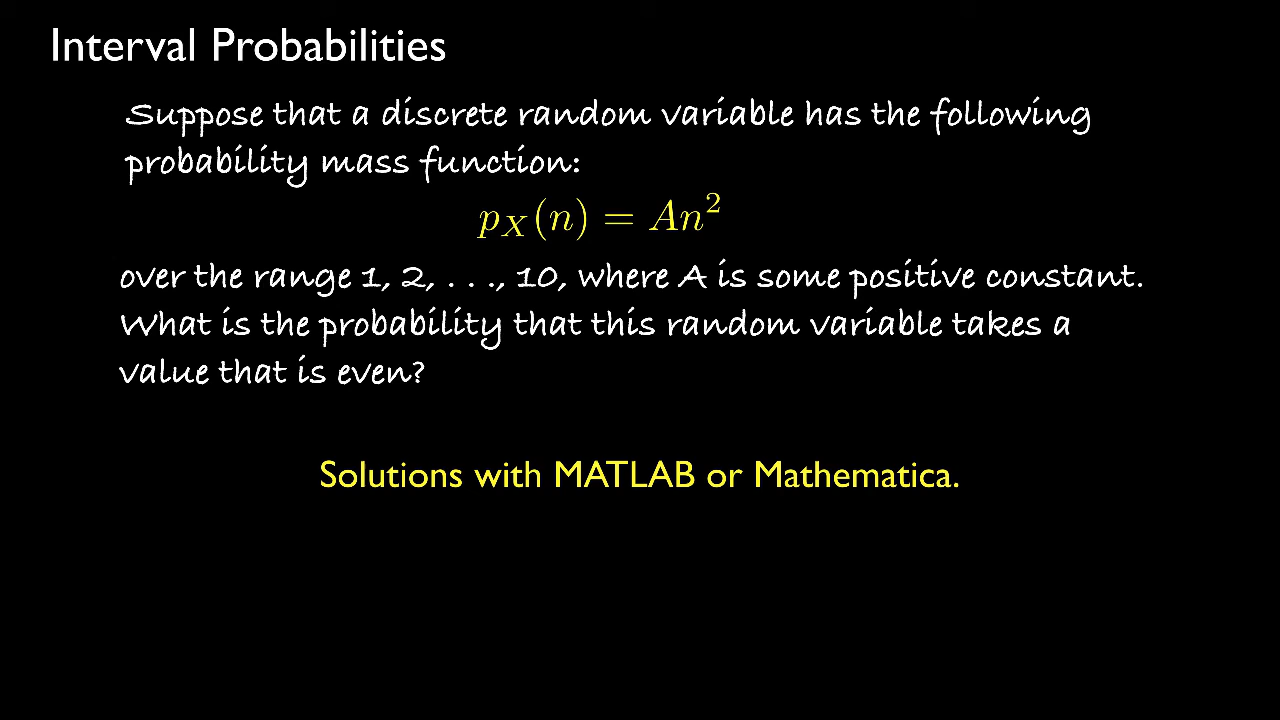 Interval Probabilities
Suppose that a discrete random variable has the following
probability mass function:
p_X(n) = An²
over the range 1, 2, . . ., 10, where A is some positive constant.
What is the probability that this random variable takes a
value that is even?
Solutions with MATLAB or Mathematica.